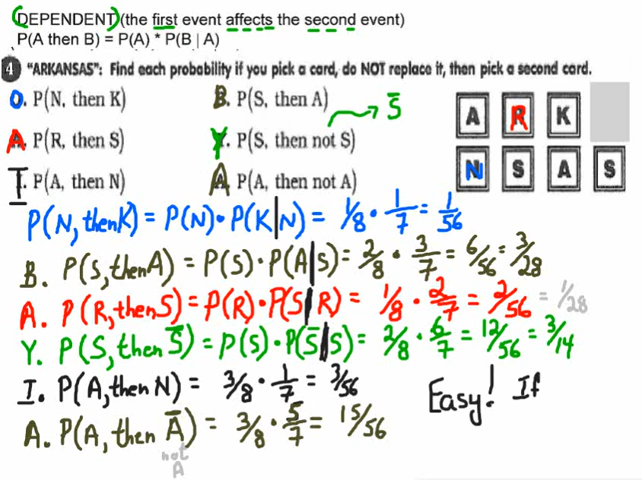 DEPENDENT (the first event affects the second event)
P(A then B) = P(A) * P(B | A)
4 "ARKANSAS": Find each probability if you pick a card, do NOT replace it, then pick a second card.
O. P(N, then K) B. P(S, then A) S̅
A. P(R, then S) Y. P(S, then not S)
I. P(A, then N) A. P(A, then not A)
A R K
N S A S
P(N, then K) = P(N)·P(K|N) = 1/8 · 1/7 = 1/56
B. P(S, then A) = P(S)·P(A|S) = 2/8 · 3/7 = 6/56 = 3/28
A. P(R, then S) = P(R)·P(S|R) = 1/8 · 2/7 = 2/56 = 1/28
Y. P(S, then S̅) = P(S)·P(S̅|S) = 2/8 · 6/7 = 12/56 = 3/14
I. P(A, then N) = 3/8 · 1/7 = 3/56
Easy! If
A. P(A, then A̅) = 3/8 · 5/7 = 15/56
not
A